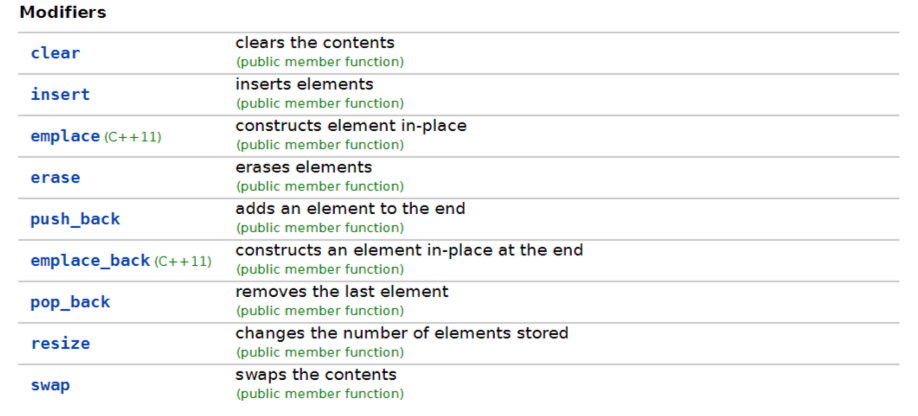 Modifiers
clear
clears the contents
(public member function)
insert
inserts elements
(public member function)
emplace (C++11)
constructs element in-place
(public member function)
erase
erases elements
(public member function)
push_back
adds an element to the end
(public member function)
emplace_back (C++11)
constructs an element in-place at the end
(public member function)
pop_back
removes the last element
(public member function)
resize
changes the number of elements stored
(public member function)
swap
swaps the contents
(public member function)